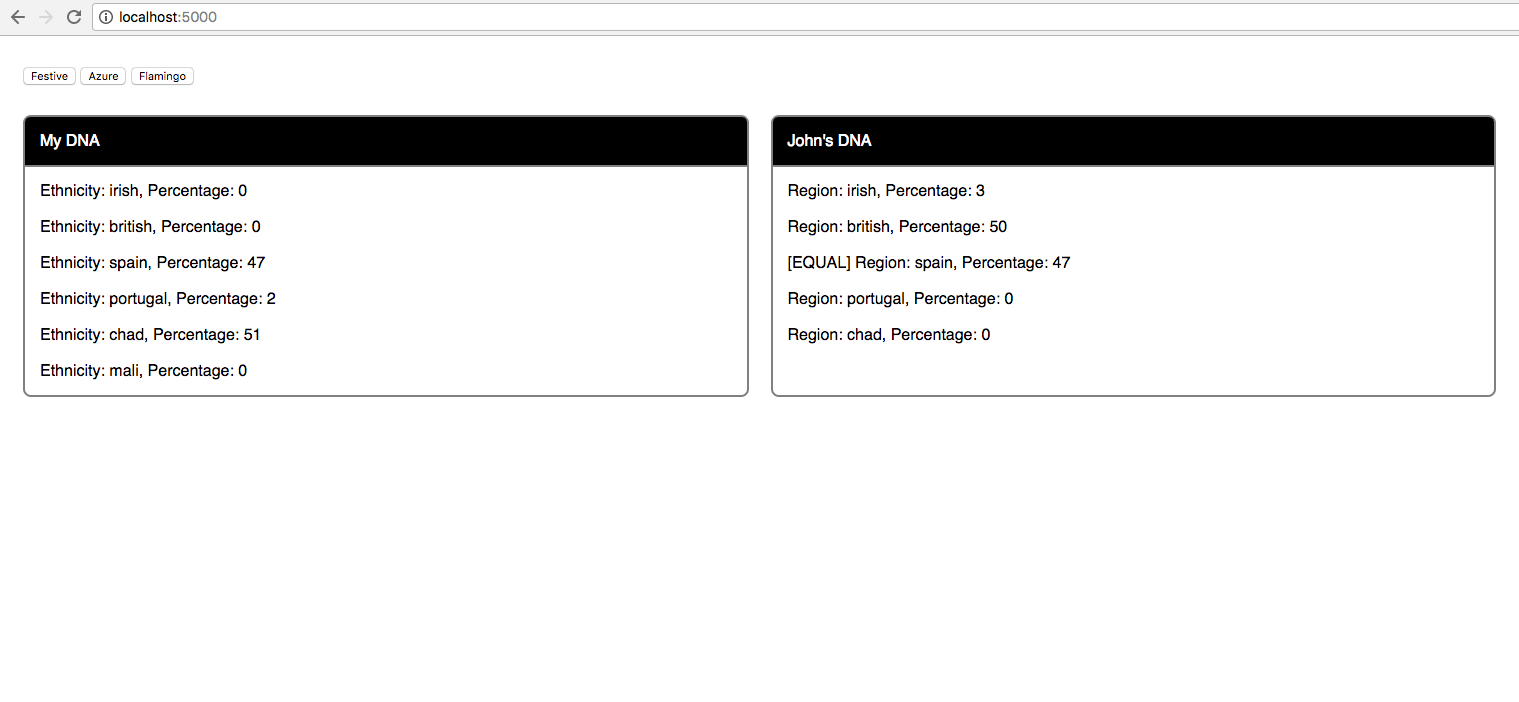 localhost:5000
Festive Azure Flamingo
My DNA
Ethnicity: irish, Percentage: 0
Ethnicity: british, Percentage: 0
Ethnicity: spain, Percentage: 47
Ethnicity: portugal, Percentage: 2
Ethnicity: chad, Percentage: 51
Ethnicity: mali, Percentage: 0
John's DNA
Region: irish, Percentage: 3
Region: british, Percentage: 50
[EQUAL] Region: spain, Percentage: 47
Region: portugal, Percentage: 0
Region: chad, Percentage: 0